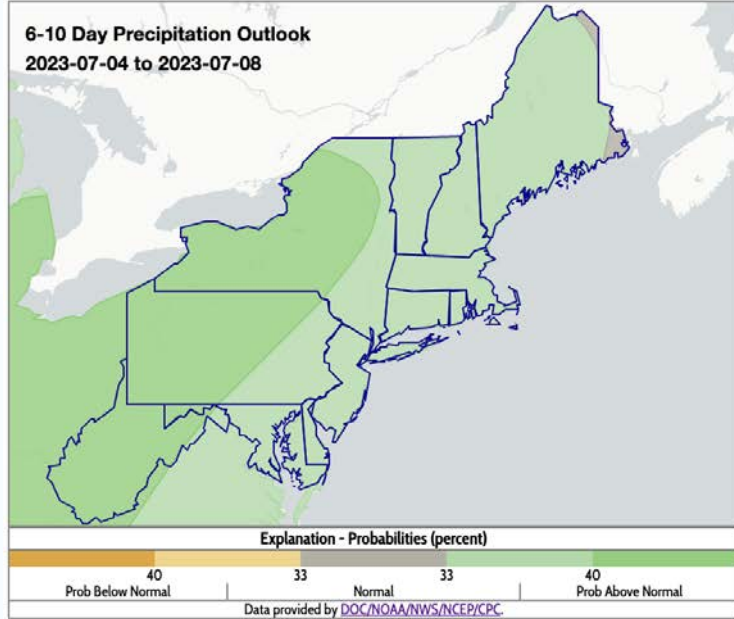 6-10 Day Precipitation Outlook
2023-07-04 to 2023-07-08
Explanation - Probabilities (percent)
40 33 33 40
Prob Below Normal Normal Prob Above Normal
Data provided by DOC/NOAA/NWS/NCEP/CPC.